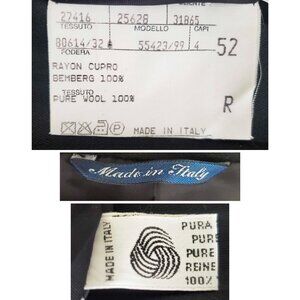 27416 25628 31865
TESSUTO MODELLO CAPI
80614/32 55423/99 4 52
FODERA
RAYON CUPRO
BEMBERG 100%
TESSUTO
PURE WOOL 100%
R
MADE IN ITALY
Made in Italy
MADE IN ITALY
PURA
PURE
PURE
REINE
100%